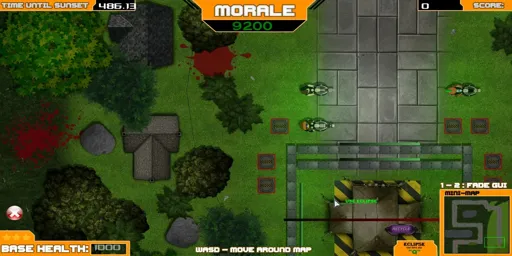 TIME UNTIL SUNSET: 486.13
MORALE
9200
0 SCORE:
1 - 2 : FADE GUI
MINI-MAP
ECLIPSE
BASE HEALTH: 1000
WASD - MOVE AROUND MAP